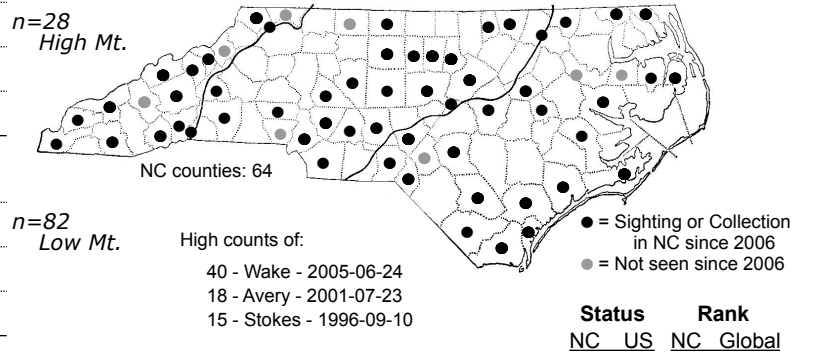 n=28
High Mt.
NC counties: 64
n=82
Low Mt.
High counts of:
40 - Wake - 2005-06-24
18 - Avery - 2001-07-23
15 - Stokes - 1996-09-10
= Sighting or Collection
in NC since 2006
= Not seen since 2006
Status Rank
NC US NC Global